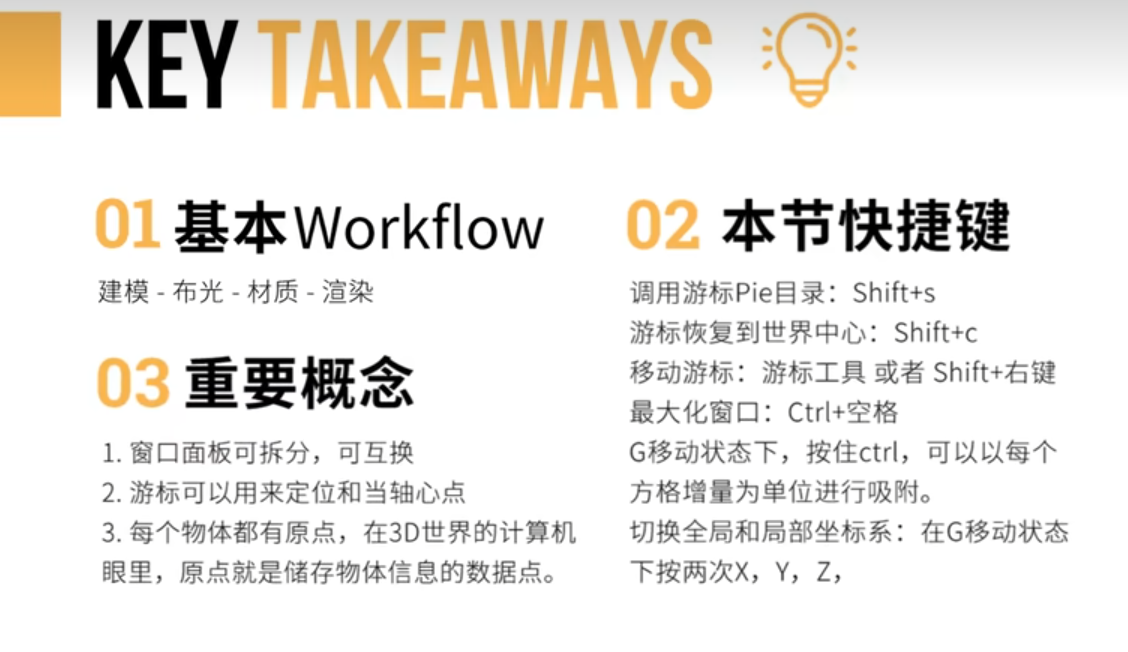 KEY TAKEAWAYS
01 基本Workflow
建模 - 布光 - 材质 - 渲染
02 本节快捷键
调用游标Pie目录：Shift+s
游标恢复到世界中心：Shift+c
移动游标：游标工具 或者 Shift+右键
最大化窗口：Ctrl+空格
G移动状态下，按住ctrl，可以以每个
方格增量为单位进行吸附。
切换全局和局部坐标系：在G移动状态
下按两次X，Y，Z，
03 重要概念
1. 窗口面板可拆分，可互换
2. 游标可以用来定位和当轴心点
3. 每个物体都有原点，在3D世界的计算机
眼里，原点就是储存物体信息的数据点。